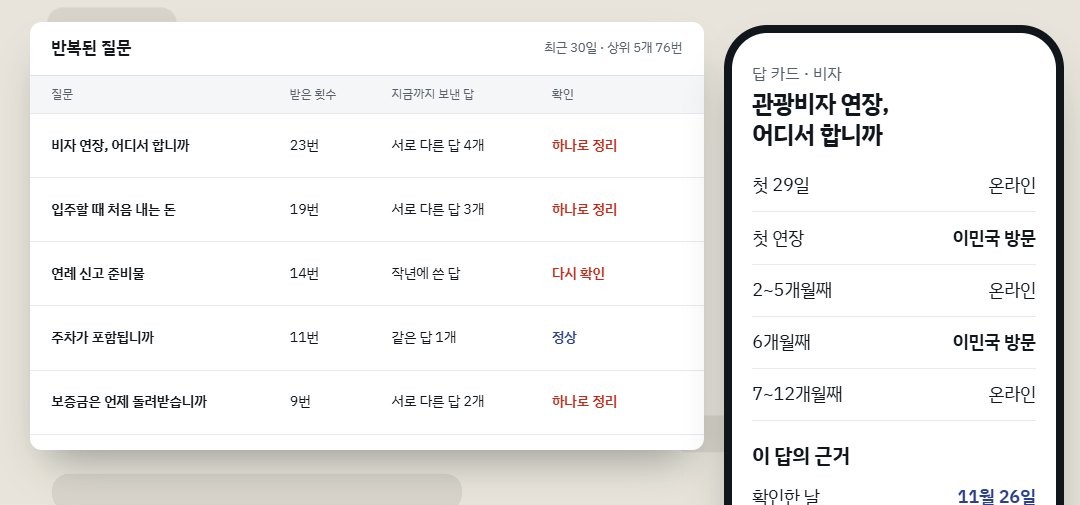 반복된 질문
최근 30일 · 상위 5개 76번
질문 받은 횟수 지금까지 보낸 답 확인
비자 연장, 어디서 합니까 23번 서로 다른 답 4개 하나로 정리
입주할 때 처음 내는 돈 19번 서로 다른 답 3개 하나로 정리
연례 신고 준비물 14번 작년에 쓴 답 다시 확인
주차가 포함됩니까 11번 같은 답 1개 정상
보증금은 언제 돌려받습니까 9번 서로 다른 답 2개 하나로 정리
답 카드 · 비자
관광비자 연장,
어디서 합니까
첫 29일 온라인
첫 연장 이민국 방문
2~5개월째 온라인
6개월째 이민국 방문
7~12개월째 온라인
이 답의 근거
확인한 날 11월 26일